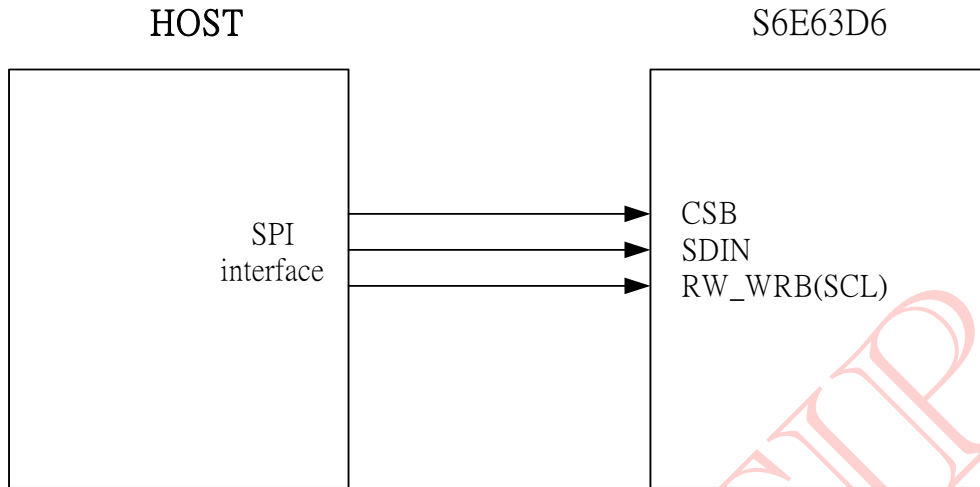 HOST
S6E63D6
SPI
interface
CSB
SDIN
RW_WRB(SCL)